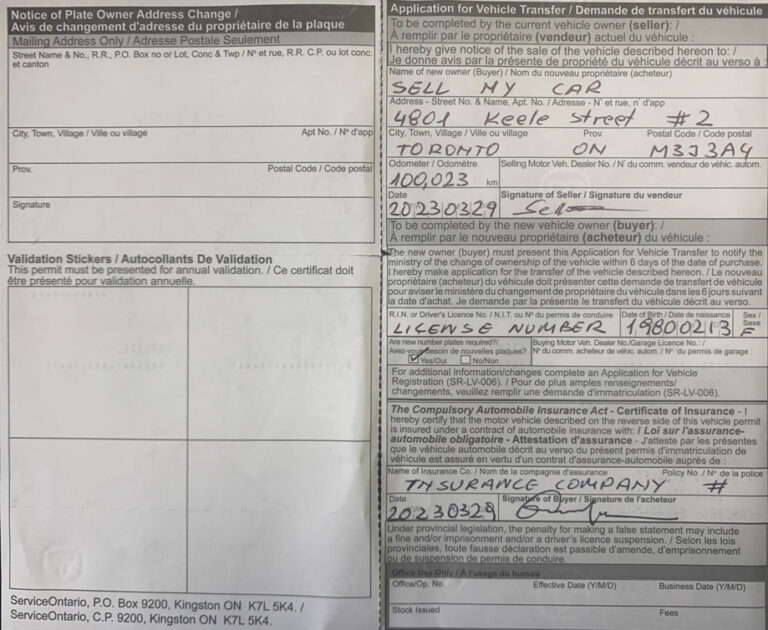 Notice of Plate Owner Address Change /
Avis de changement d'adresse du propriétaire de la plaque
Mailing Address Only / Adresse Postale Seulement
Street Name & No., R.R., P.O. Box no or Lot, Conc & Twp / Nº et rue, R.R. C.P. ou lot conc.
et canton
City, Town, Village / Ville ou village Apt No. / Nº d'app
Prov. Postal Code / Code postal
Signature
Validation Stickers / Autocollants De Validation
This permit must be presented for annual validation. / Ce certificat doit
être présenté pour validation annuelle.
ServiceOntario, P.O. Box 9200, Kingston ON K7L 5K4. /
ServiceOntario, C.P. 9200, Kingston ON K7L 5K4.
Application for Vehicle Transfer / Demande de transfert du véhicule
To be completed by the current vehicle owner (seller): /
À remplir par le propriétaire (vendeur) actuel du véhicule :
I hereby give notice of the sale of the vehicle described hereon to: /
Je donne avis par la présente de propriété du véhicule décrit au verso à :
Name of new owner (Buyer) / Nom du nouveau propriétaire (acheteur)
SELL MY CAR
Address - Street No. & Name, Apt. No. / Adresse - Nº et rue, n° d'app
4801 Keele Street #2
City, Town, Village / Ville ou village Prov. Postal Code / Code postal
TORONTO ON M3J3A4
Odometer / Odomètre Selling Motor Veh. Dealer No. / Nº du comm. vendeur de véhic. autom.
100,023 km
Date Signature of Seller / Signature du vendeur
20230329
To be completed by the new vehicle owner (buyer): /
À remplir par le nouveau propriétaire (acheteur) du véhicule :
The new owner (buyer) must present this Application for Vehicle Transfer to notify the
ministry of the change of ownership of the vehicle within 6 days of the date of purchase.
I hereby make application for the transfer of the vehicle described hereon. / Le nouveau
propriétaire (acheteur) du véhicule doit présenter cette demande de transfert du véhicule
pour aviser le ministère du changement de propriétaire du véhicule dans les 6 jours suivant
la date d'achat. Je demande par la présente le transfert du véhicule décrit au verso.
R.I.N. or Driver's Licence No. / N.I.T. ou Nº du permis de conduire Date of Birth / Date de naissance Sex / Sexe
LICENSE NUMBER 19800213 F
Are new number plates required?/ Buying Motor Veh. Dealer No./Garage Licence No.: /
Avez-vous besoin de nouvelles plaques? Nº du comm. acheteur de véhic. autom. / Nº du permis de garage :
Yes/Oui No/Non
For additional information/changes complete an Application for Vehicle
Registration (SR-LV-006). / Pour de plus amples renseignements/
changements, veuillez remplir une demande d'immatriculation (SR-LV-006).
The Compulsory Automobile Insurance Act - Certificate of Insurance - I
hereby certify that the motor vehicle described on the reverse side of this vehicle permit
is insured under a contract of automobile insurance with: / Loi sur l'assurance-
automobile obligatoire - Attestation d'assurance - J'atteste par les présentes
que le véhicule automobile décrit au verso du présent permis d'immatriculation de
véhicule est assuré en vertu d'un contrat d'assurance-automobile auprès de :
Name of Insurance Co. / Nom de la compagnie d'assurance Policy No / Nº de la police
INSURANCE COMPANY #
Date Signature of Buyer / Signature de l'acheteur
20230329
Under provincial legislation, the penalty for making a false statement may include
a fine and/or imprisonment and/or a driver's licence suspension. / Selon les lois
provinciales, toute fausse déclaration est passible d'amende, d'emprisonnement
ou de suspension de permis de conduire.
Office Use Only / À l'usage du bureau
Office/Op. No. Effective Date (Y/M/D) Business Date (Y/M/D)
Stock Issued Fees